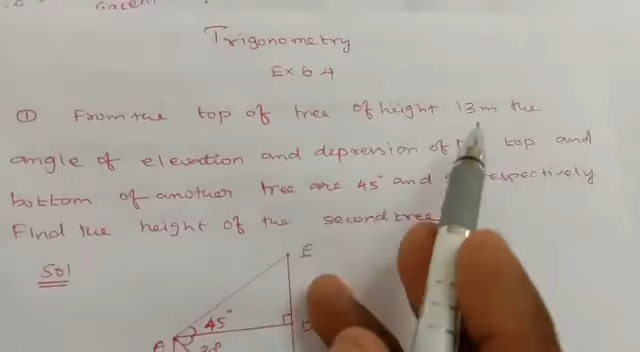 Trigonometry
Ex 6.4
① From the top of tree of height 13m the
angle of elevation and depression of top and
bottom of another tree are 45° and respectively
Find the height of the second tree
Sol
E
45°
A
30°